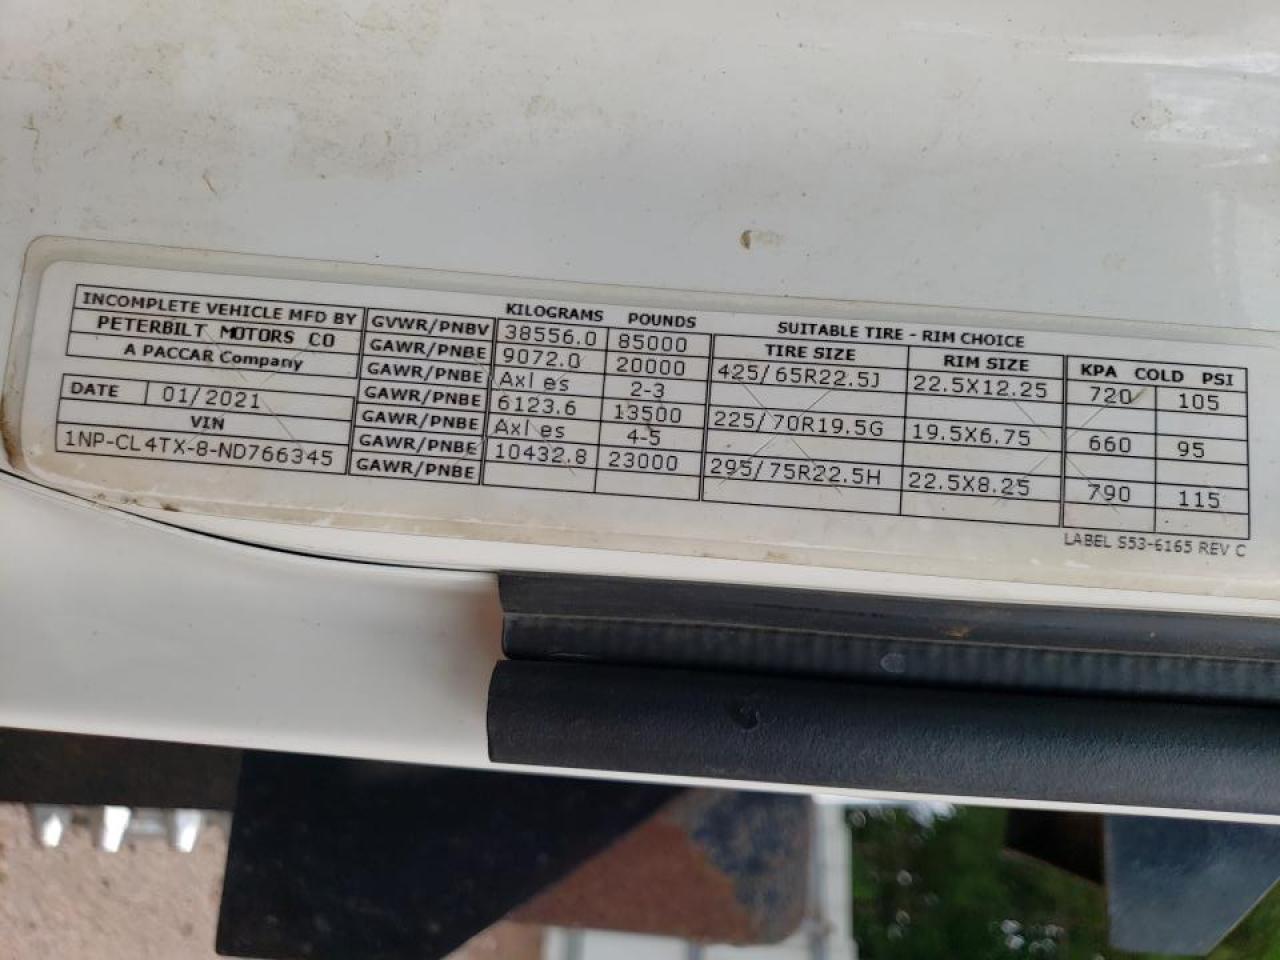 INCOMPLETE VEHICLE MFD BY
PETERBILT MOTORS CO
A PACCAR Company
DATE 01/2021
VIN
1NP-CL4TX-8-ND766345
KILOGRAMS POUNDS
GVWR/PNBV 38556.0 85000
GAWR/PNBE 9072.0 20000
GAWR/PNBE Axles 2-3
GAWR/PNBE 6123.6 13500
GAWR/PNBE Axles 4-5
GAWR/PNBE 10432.8 23000
GAWR/PNBE
SUITABLE TIRE - RIM CHOICE
TIRE SIZE RIM SIZE KPA COLD PSI
425/65R22.5J 22.5X12.25 720 105
225/70R19.5G 19.5X6.75 660 95
295/75R22.5H 22.5X8.25 790 115
LABEL S53-6165 REV C